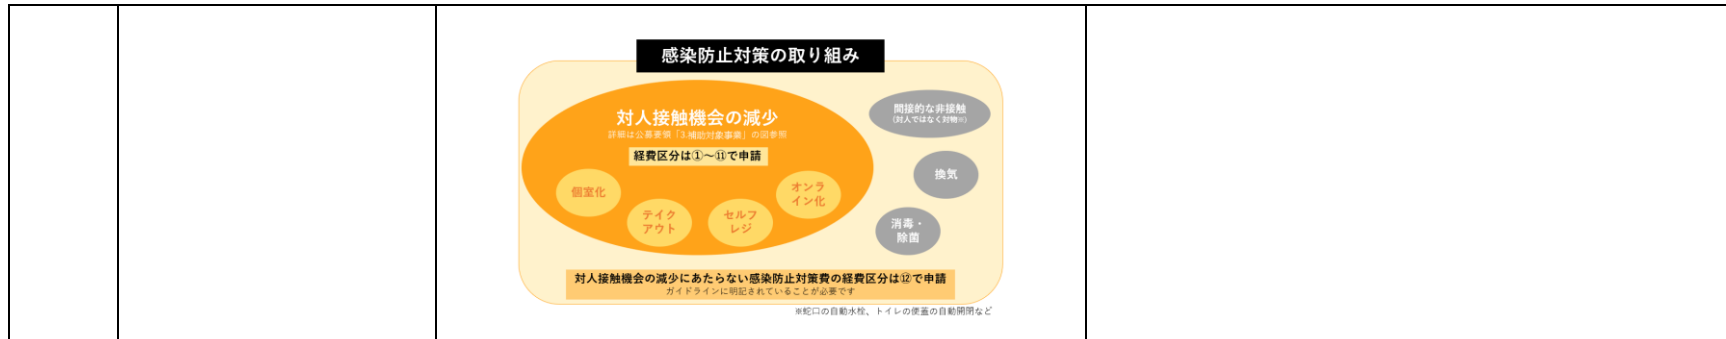 感染防止対策の取り組み
対人接触機会の減少
詳細は公募要領「3.補助対象事業」の図参照
経費区分は①〜⑪で申請
個室化
テイク
アウト
セルフ
レジ
オンラ
イン化
間接的な非接触
(対人ではなく対物※)
換気
消毒・
除菌
対人接触機会の減少にあたらない感染防止対策費の経費区分は⑫で申請
ガイドラインに明記されていることが必要です
※蛇口の自動水栓、トイレの便蓋の自動開閉など